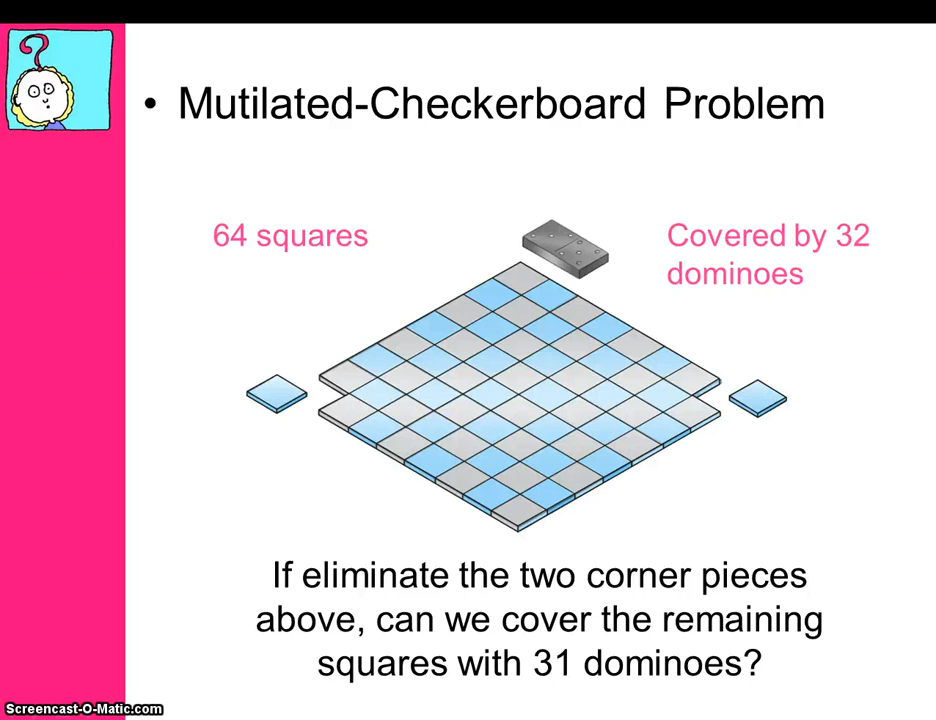 • Mutilated-Checkerboard Problem
64 squares
Covered by 32
dominoes
If eliminate the two corner pieces
above, can we cover the remaining
squares with 31 dominoes?
Screencast-O-Matic.com